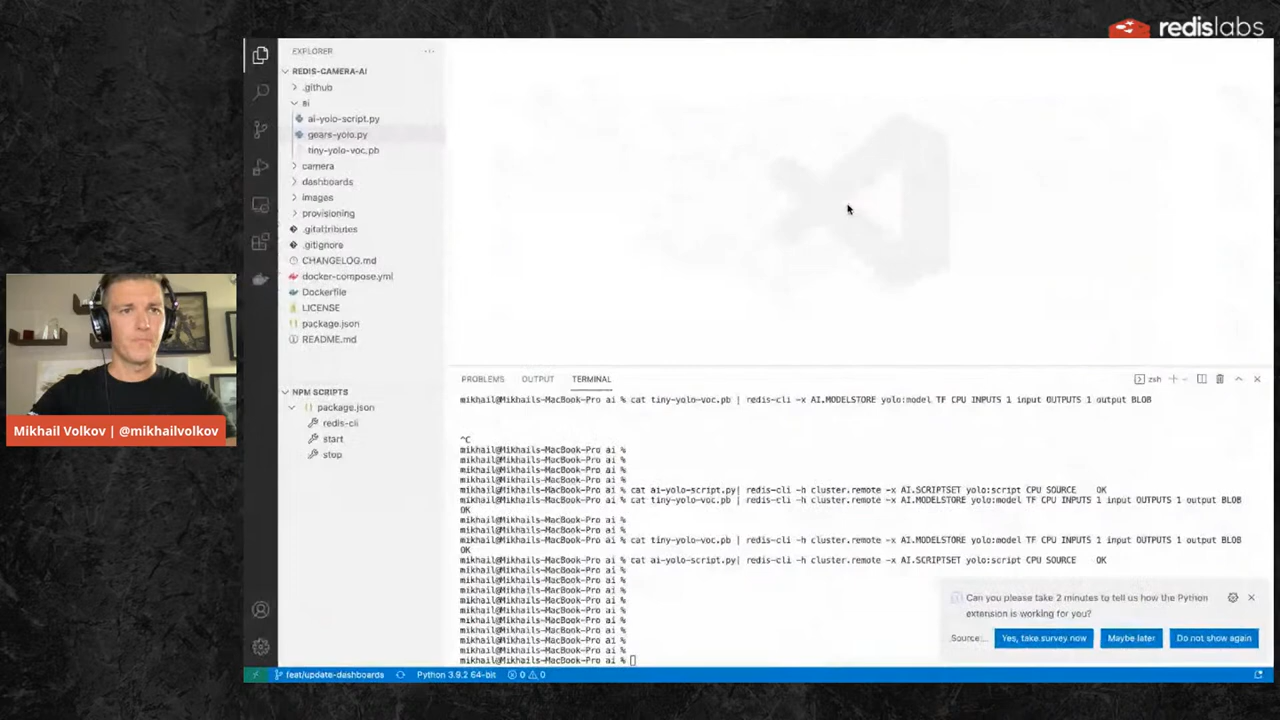 redislabs
EXPLORER
REDIS-CAMERA-AI
.github
ai
ai-yolo-script.py
gears-yolo.py
tiny-yolo-voc.pb
camera
dashboards
images
provisioning
.gitattributes
.gitignore
CHANGELOG.md
docker-compose.yml
Dockerfile
LICENSE
package.json
README.md
NPM SCRIPTS
package.json
redis-cli
start
stop
Mikhail Volkov | @mikhailvolkov
PROBLEMS OUTPUT TERMINAL zsh
mikhail@Mikhails-MacBook-Pro ai % cat tiny-yolo-voc.pb | redis-cli -x AI.MODELSTORE yolo:model TF CPU INPUTS 1 input OUTPUTS 1 output BLOB
^C
mikhail@Mikhails-MacBook-Pro ai %
mikhail@Mikhails-MacBook-Pro ai %
mikhail@Mikhails-MacBook-Pro ai %
mikhail@Mikhails-MacBook-Pro ai %
mikhail@Mikhails-MacBook-Pro ai % cat ai-yolo-script.py| redis-cli -h cluster.remote -x AI.SCRIPTSET yolo:script CPU SOURCE OK
mikhail@Mikhails-MacBook-Pro ai % cat tiny-yolo-voc.pb | redis-cli -h cluster.remote -x AI.MODELSTORE yolo:model TF CPU INPUTS 1 input OUTPUTS 1 output BLOB
OK
mikhail@Mikhails-MacBook-Pro ai %
mikhail@Mikhails-MacBook-Pro ai %
mikhail@Mikhails-MacBook-Pro ai % cat tiny-yolo-voc.pb | redis-cli -h cluster.remote -x AI.MODELSTORE yolo:model TF CPU INPUTS 1 input OUTPUTS 1 output BLOB
OK
mikhail@Mikhails-MacBook-Pro ai % cat ai-yolo-script.py| redis-cli -h cluster.remote -x AI.SCRIPTSET yolo:script CPU SOURCE OK
mikhail@Mikhails-MacBook-Pro ai %
mikhail@Mikhails-MacBook-Pro ai %
mikhail@Mikhails-MacBook-Pro ai %
mikhail@Mikhails-MacBook-Pro ai %
mikhail@Mikhails-MacBook-Pro ai %
mikhail@Mikhails-MacBook-Pro ai %
mikhail@Mikhails-MacBook-Pro ai %
mikhail@Mikhails-MacBook-Pro ai %
mikhail@Mikhails-MacBook-Pro ai %
mikhail@Mikhails-MacBook-Pro ai %
Can you please take 2 minutes to tell us how the Python
extension is working for you?
Source:... Yes, take survey now Maybe later Do not show again
feat/update-dashboards Python 3.9.2 64-bit 0 0